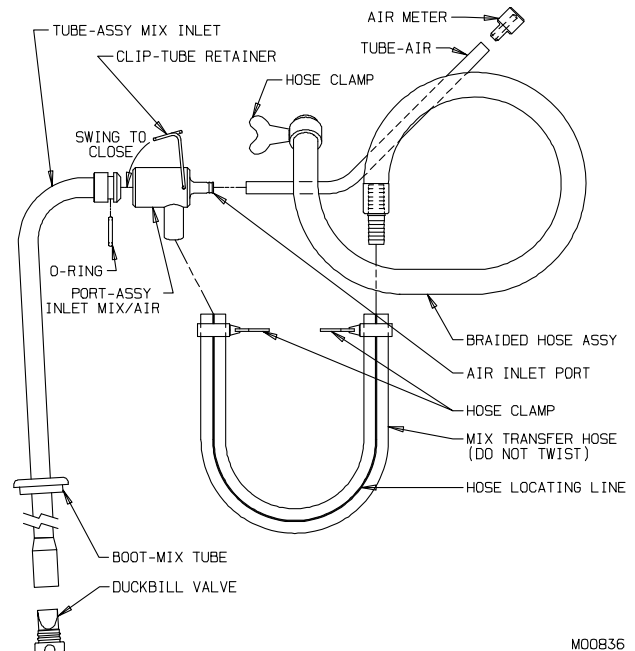 AIR METER
TUBE-ASSY MIX INLET
TUBE-AIR
CLIP-TUBE RETAINER
HOSE CLAMP
SWING TO
CLOSE
O-RING
PORT-ASSY
INLET MIX/AIR
BRAIDED HOSE ASSY
AIR INLET PORT
HOSE CLAMP
MIX TRANSFER HOSE
(DO NOT TWIST)
HOSE LOCATING LINE
BOOT-MIX TUBE
DUCKBILL VALVE
M00836